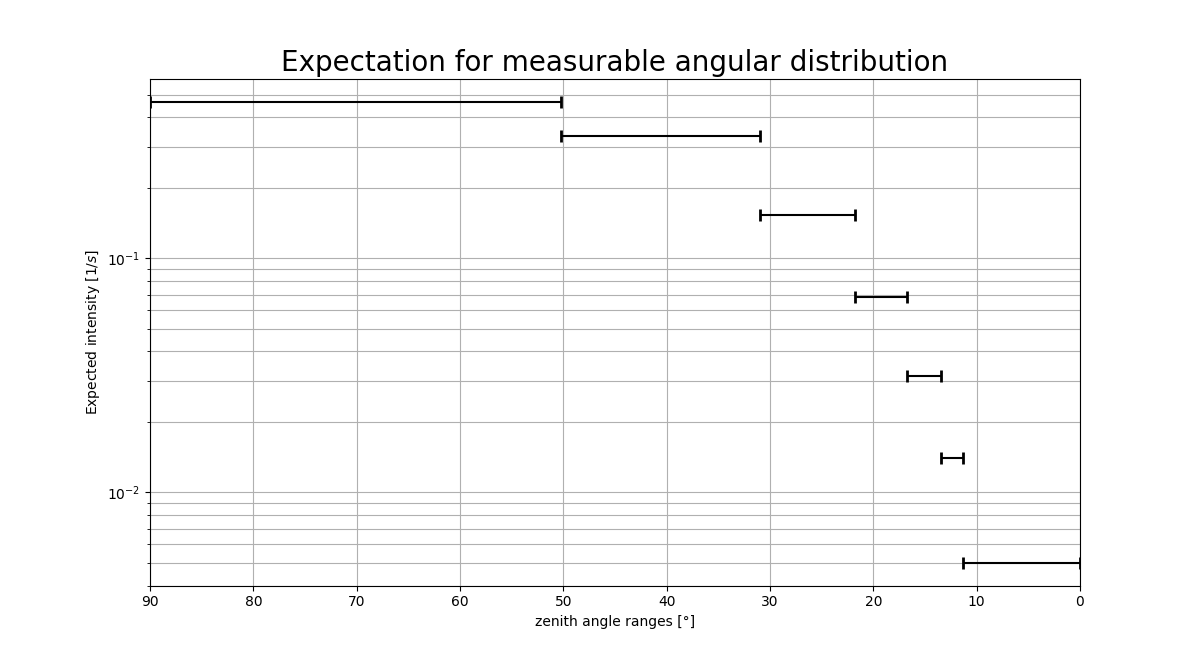 Expectation for measurable angular distribution
Expected intensity [1/s]
10⁻¹
10⁻²
90 80 70 60 50 40 30 20 10 0
zenith angle ranges [°]